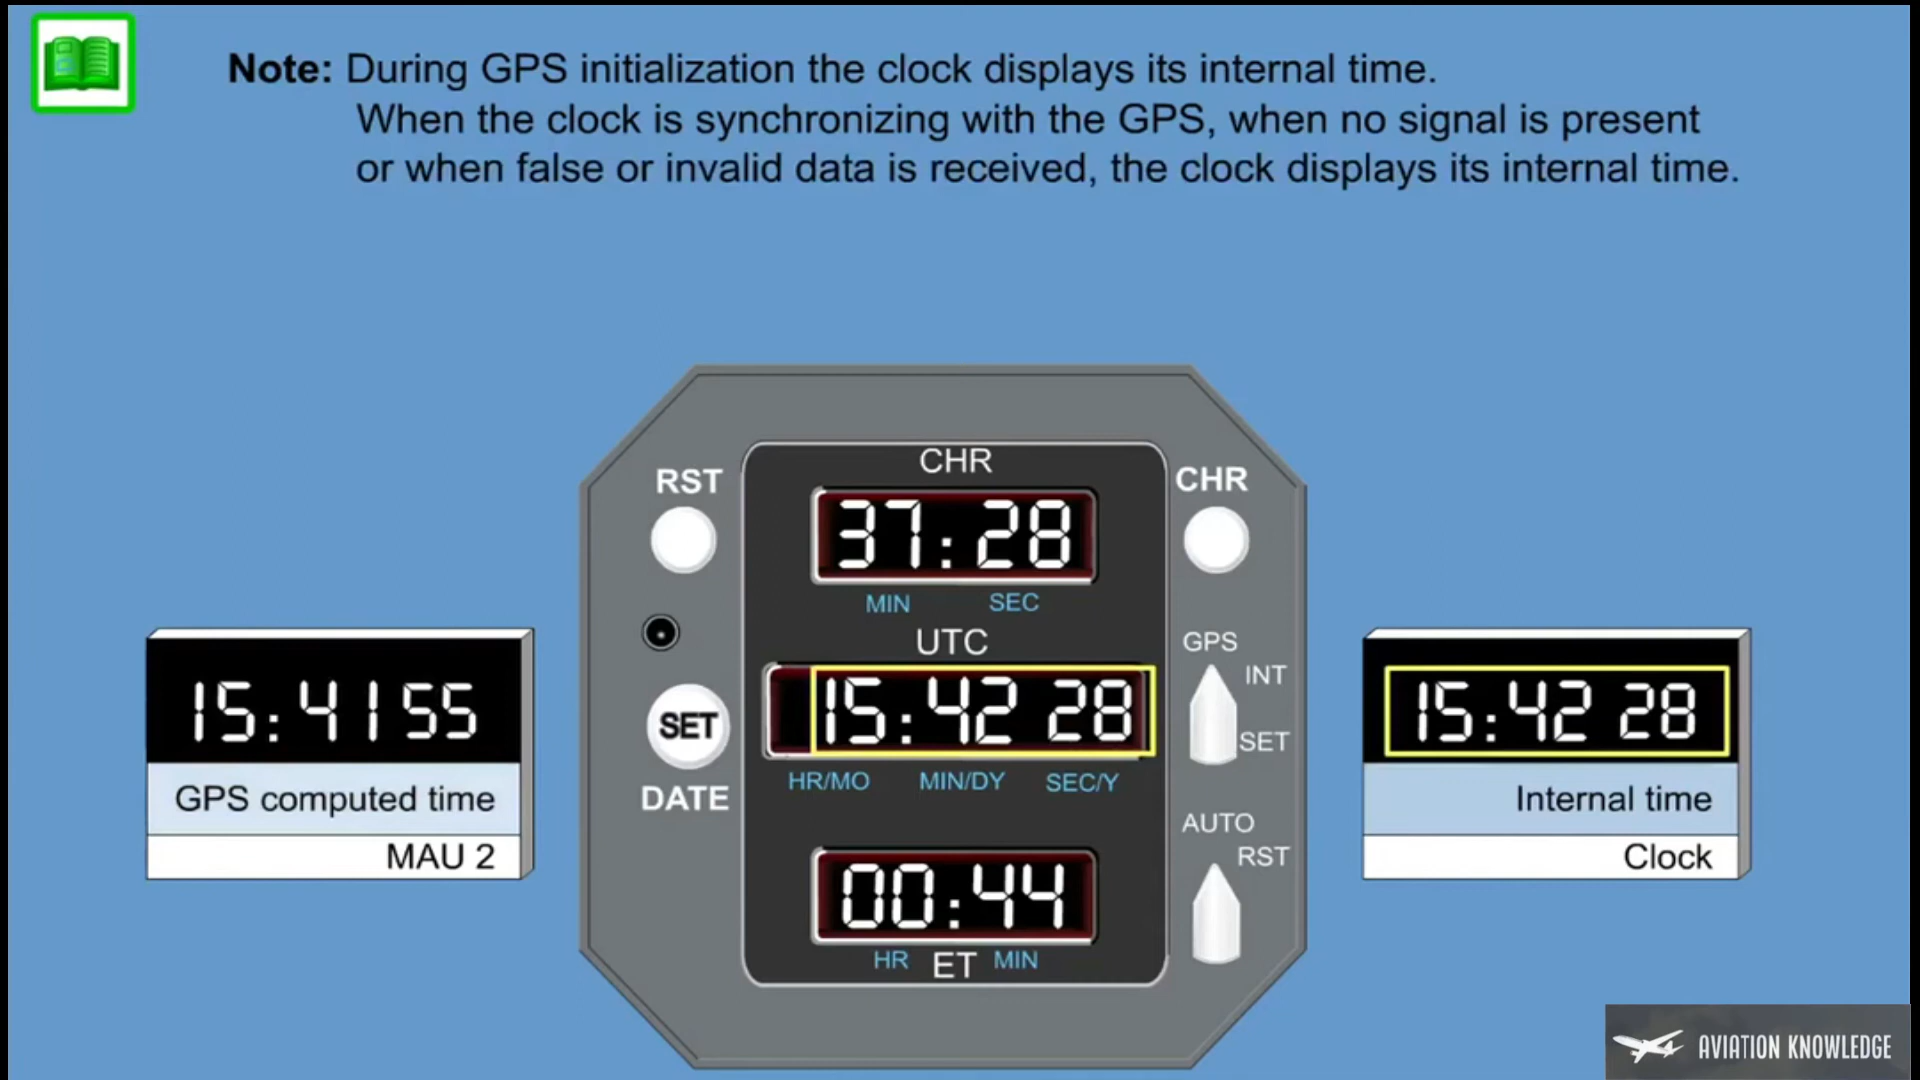 Note: During GPS initialization the clock displays its internal time.
When the clock is synchronizing with the GPS, when no signal is present
or when false or invalid data is received, the clock displays its internal time.
CHR
RST
CHR
37:28
MIN SEC
UTC
GPS
INT
15:42 28
SET
SET
HR/MO MIN/DY SEC/Y
DATE
AUTO
RST
00:44
HR ET MIN
15:41 55
GPS computed time
MAU 2
15:42 28
Internal time
Clock
AVIATION KNOWLEDGE